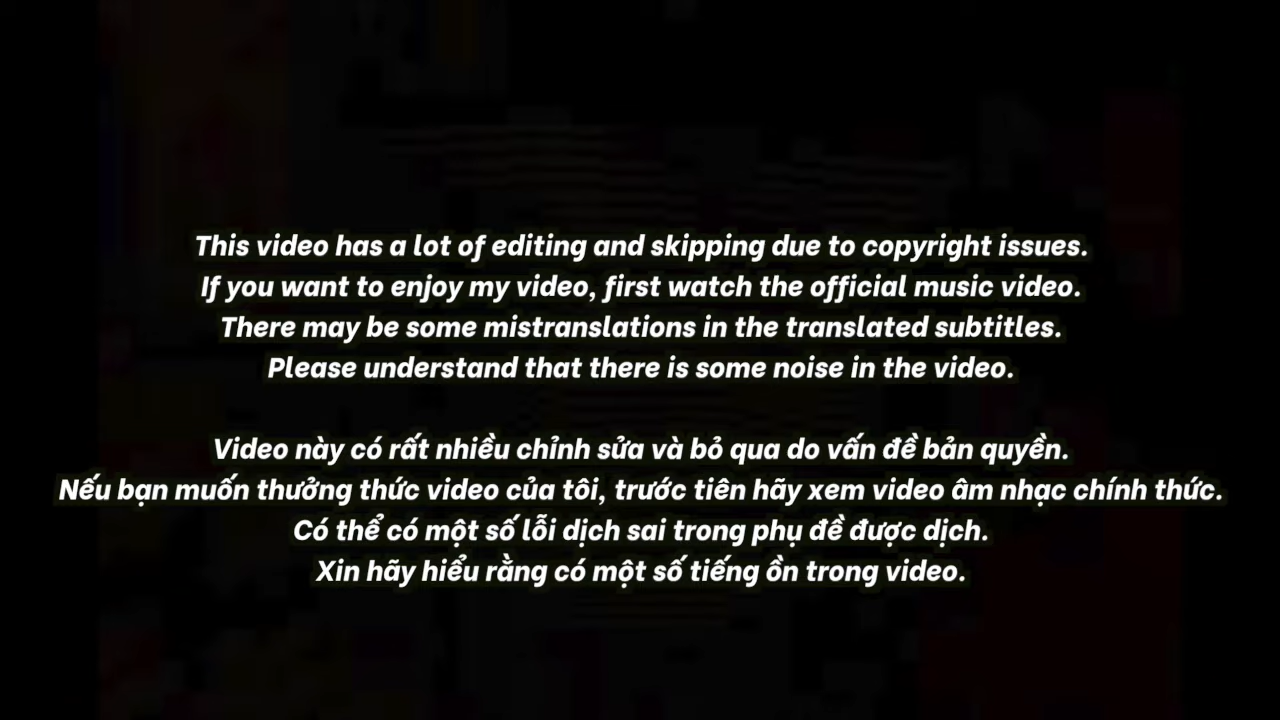 This video has a lot of editing and skipping due to copyright issues.
If you want to enjoy my video, first watch the official music video.
There may be some mistranslations in the translated subtitles.
Please understand that there is some noise in the video.
Video này có rất nhiều chỉnh sửa và bỏ qua do vấn đề bản quyền.
Nếu bạn muốn thưởng thức video của tôi, trước tiên hãy xem video âm nhạc chính thức.
Có thể có một số lỗi dịch sai trong phụ đề được dịch.
Xin hãy hiểu rằng có một số tiếng ồn trong video.